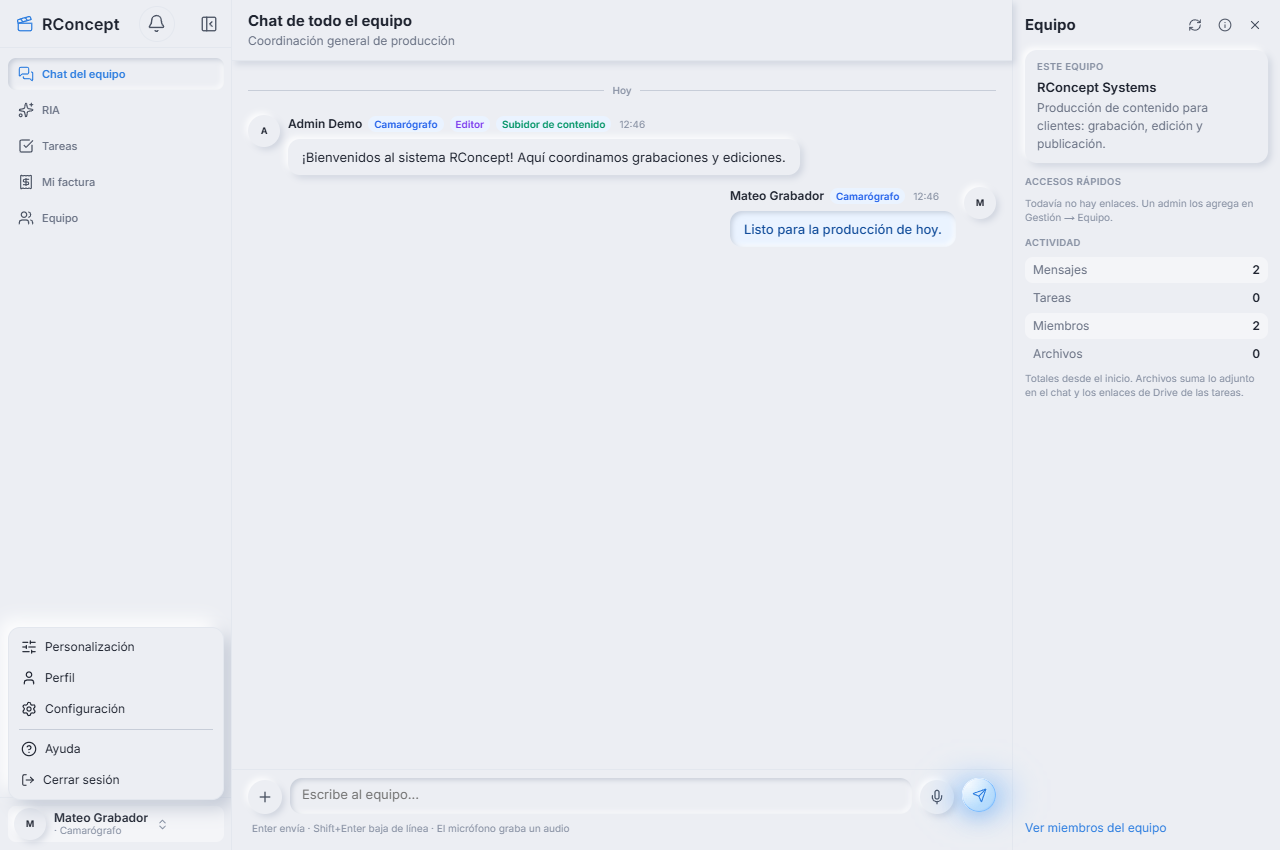 RConcept
Chat del equipo
RIA
Tareas
Mi factura
Equipo
Personalización
Perfil
Configuración
Ayuda
Cerrar sesión
M
Mateo Grabador
· Camarógrafo
Chat de todo el equipo
Coordinación general de producción
Hoy
A
Admin Demo Camarógrafo Editor Subidor de contenido 12:46
¡Bienvenidos al sistema RConcept! Aquí coordinamos grabaciones y ediciones.
Mateo Grabador Camarógrafo 12:46
M
Listo para la producción de hoy.
Escribe al equipo...
Enter envía · Shift+Enter baja de línea · El micrófono graba un audio
Equipo
ESTE EQUIPO
RConcept Systems
Producción de contenido para
clientes: grabación, edición y
publicación.
ACCESOS RÁPIDOS
Todavía no hay enlaces. Un admin los agrega en
Gestión → Equipo.
ACTIVIDAD
Mensajes 2
Tareas 0
Miembros 2
Archivos 0
Totales desde el inicio. Archivos suma lo adjunto
en el chat y los enlaces de Drive de las tareas.
Ver miembros del equipo